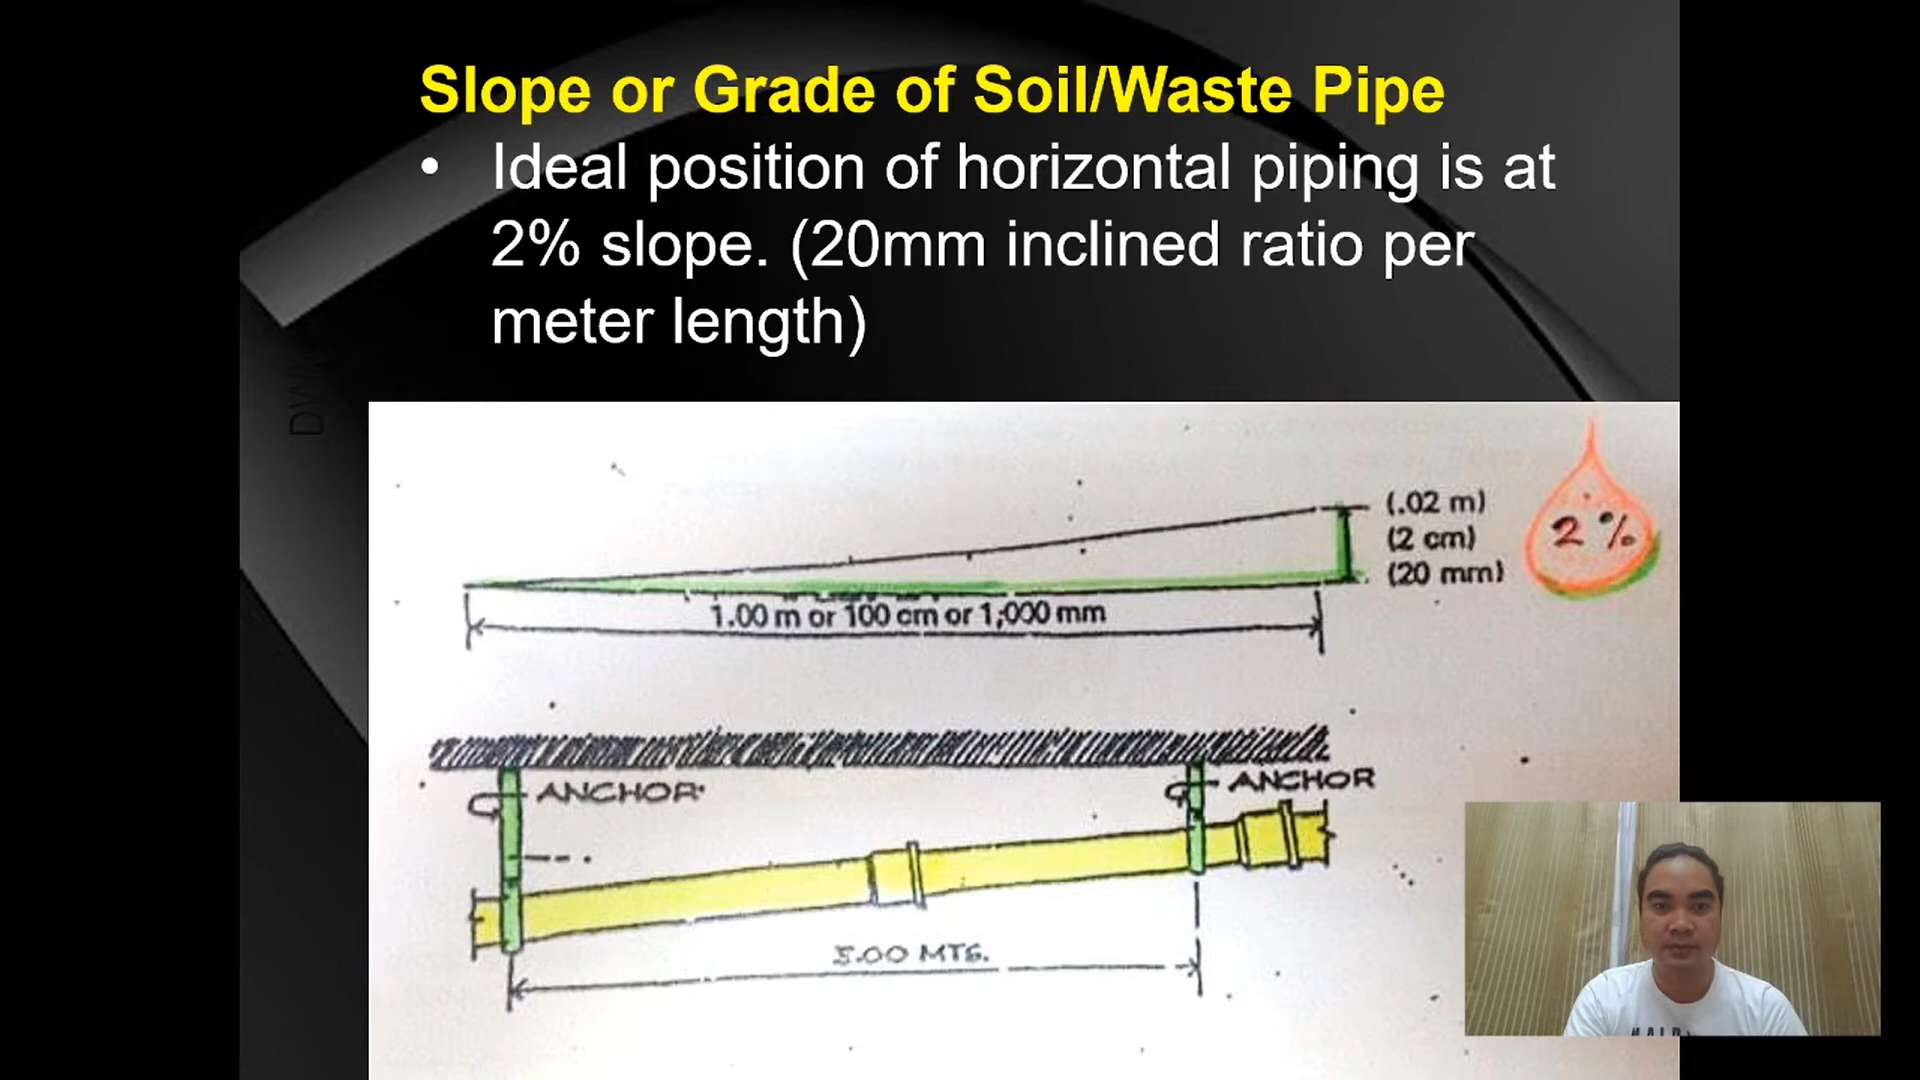 Slope or Grade of Soil/Waste Pipe
• Ideal position of horizontal piping is at
2% slope. (20mm inclined ratio per
meter length)
(.02 m)
(2 cm)
(20 mm)
2 %
1.00 m or 100 cm or 1,000 mm
ANCHOR
ANCHOR
5.00 MTS.